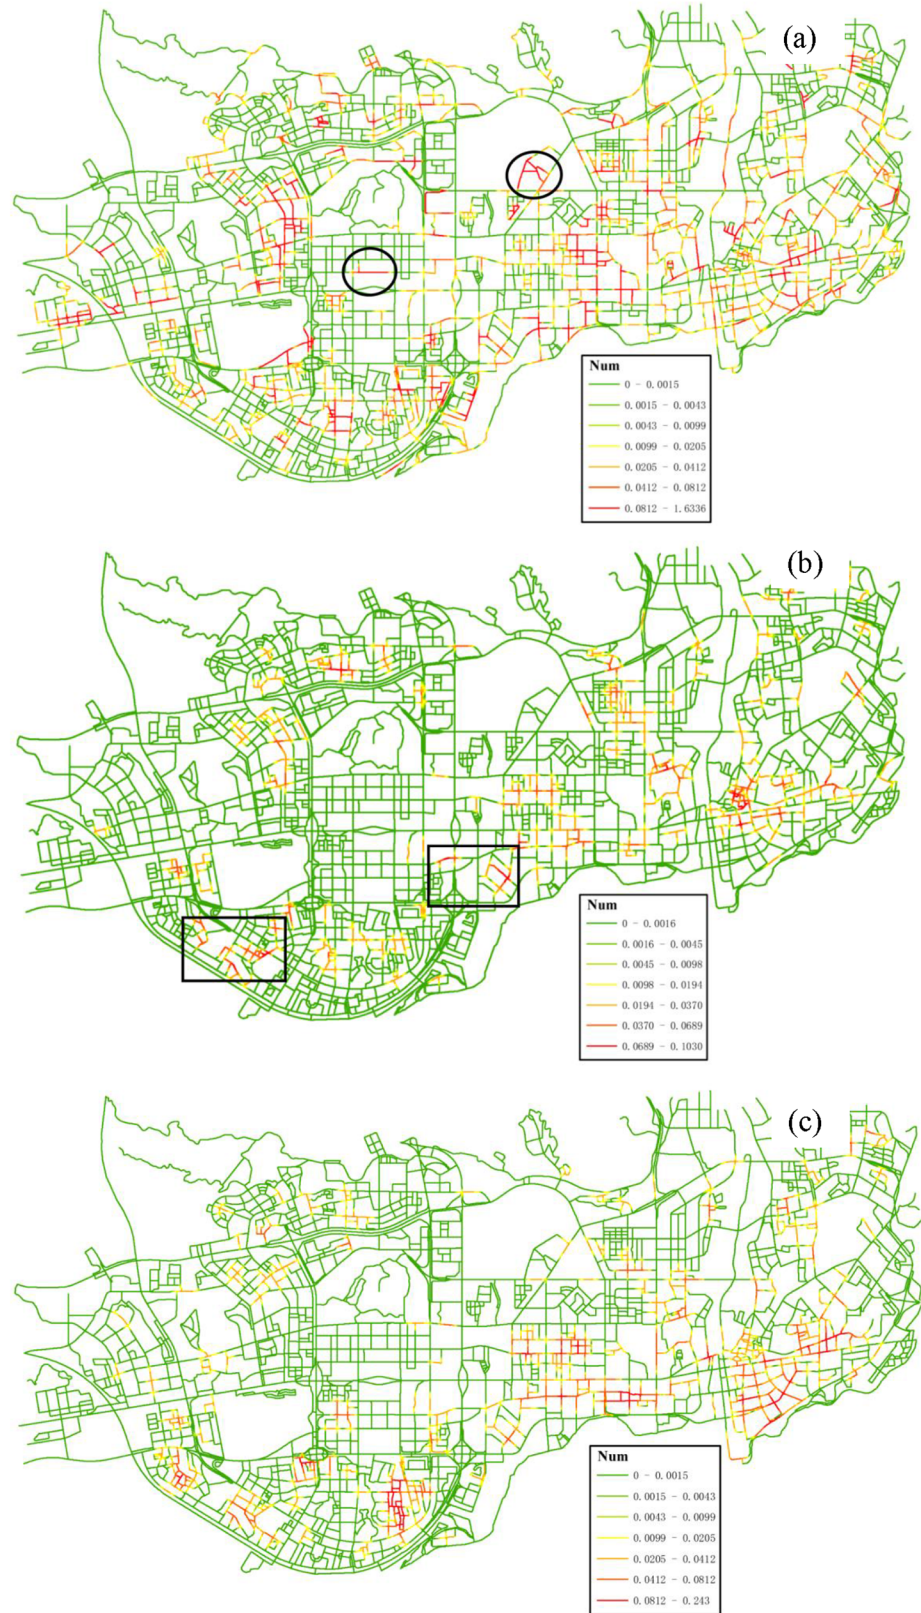 (a)
Num
0 - 0.0015
0.0015 - 0.0043
0.0043 - 0.0099
0.0099 - 0.0205
0.0205 - 0.0412
0.0412 - 0.0812
0.0812 - 1.6336
(b)
Num
0 - 0.0016
0.0016 - 0.0045
0.0045 - 0.0098
0.0098 - 0.0194
0.0194 - 0.0370
0.0370 - 0.0689
0.0689 - 0.1030
(c)
Num
0 - 0.0015
0.0015 - 0.0043
0.0043 - 0.0099
0.0099 - 0.0205
0.0205 - 0.0412
0.0412 - 0.0812
0.0812 - 0.243